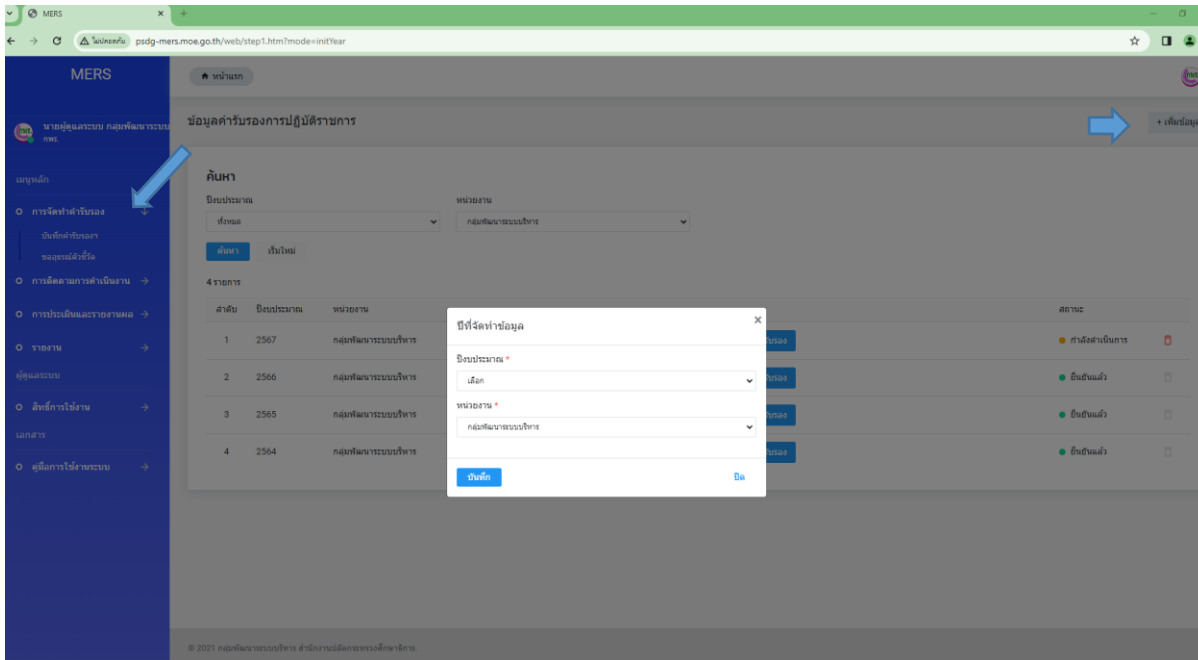 MERS
ไม่ปลอดภัย psdg-mers.moe.go.th/web/step1.htm?mode=initYear
MERS
หน้าแรก
นายผู้ดูแลระบบ กลุ่มพัฒนาระบบ
กพร.
ข้อมูลคำรับรองการปฏิบัติราชการ
+ เพิ่มข้อมูล
เมนูหลัก
การจัดทำคำรับรอง
บันทึกคำรับรองฯ
ขออุธรณ์ตัวชี้วัด
การติดตามการดำเนินงาน
การประเมินและรายงานผล
รายงาน
ผู้ดูแลระบบ
สิทธิ์การใช้งาน
เอกสาร
คู่มือการใช้งานระบบ
ค้นหา
ปีงบประมาณ หน่วยงาน
ทั้งหมด กลุ่มพัฒนาระบบบริหาร
ค้นหา เริ่มใหม่
4 รายการ
ลำดับ ปีงบประมาณ หน่วยงาน สถานะ
1 2567 กลุ่มพัฒนาระบบบริหาร รับรอง กำลังดำเนินการ
2 2566 กลุ่มพัฒนาระบบบริหาร รับรอง ยืนยันแล้ว
3 2565 กลุ่มพัฒนาระบบบริหาร รับรอง ยืนยันแล้ว
4 2564 กลุ่มพัฒนาระบบบริหาร รับรอง ยืนยันแล้ว
ปีที่จัดทำข้อมูล ×
ปีงบประมาณ *
เลือก
หน่วยงาน *
กลุ่มพัฒนาระบบบริหาร
บันทึก ปิด
© 2021 กลุ่มพัฒนาระบบบริหาร สำนักงานปลัดกระทรวงศึกษาธิการ.